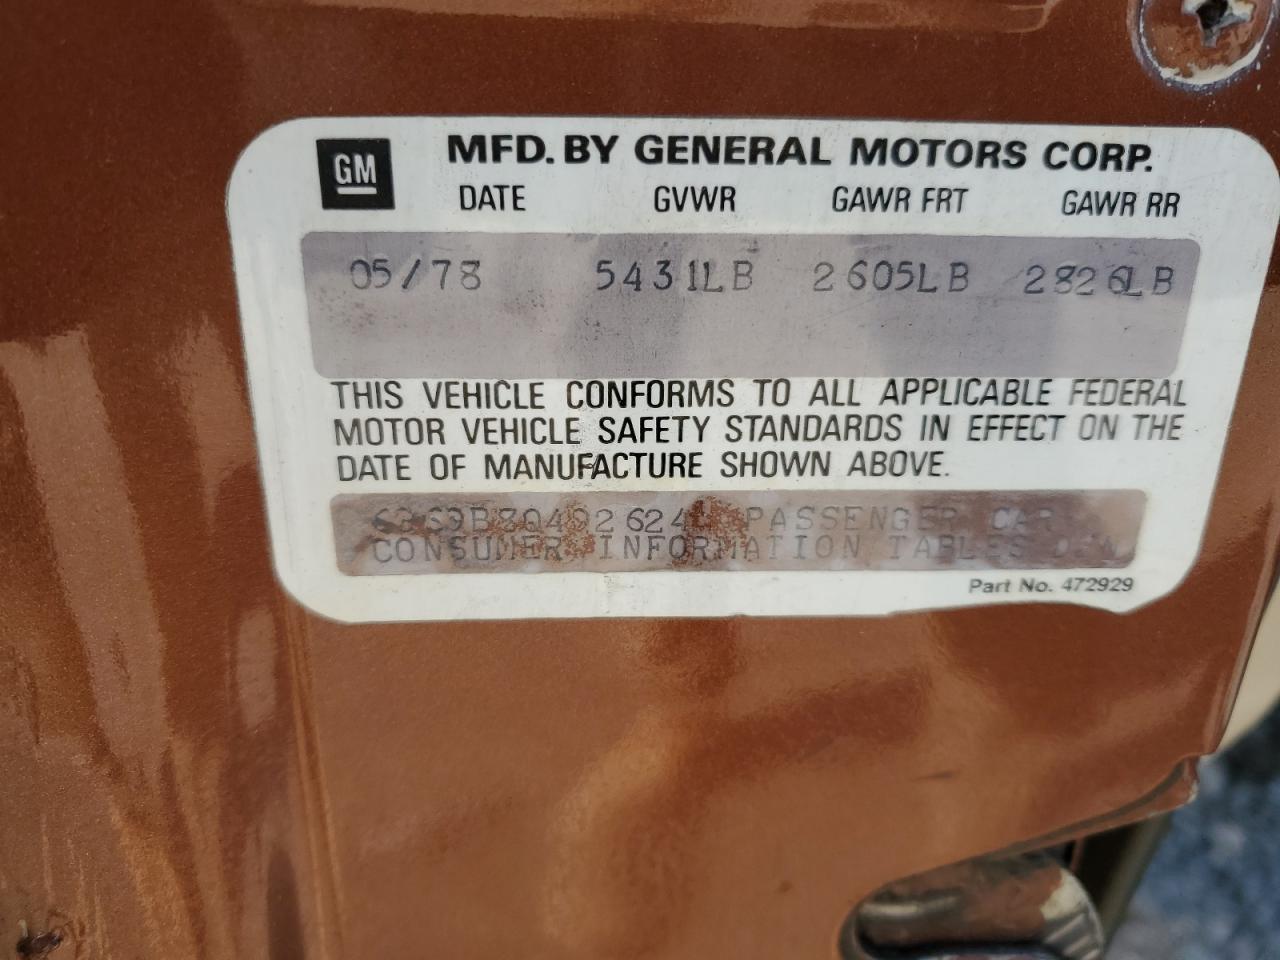 GM
MFD. BY GENERAL MOTORS CORP.
DATE GVWR GAWR FRT GAWR RR
05/78 5431LB 2605LB 2826LB
THIS VEHICLE CONFORMS TO ALL APPLICABLE FEDERAL
MOTOR VEHICLE SAFETY STANDARDS IN EFFECT ON THE
DATE OF MANUFACTURE SHOWN ABOVE.
PASSENGER CAR
CONSUMER INFORMATION TABLES
Part No. 472929